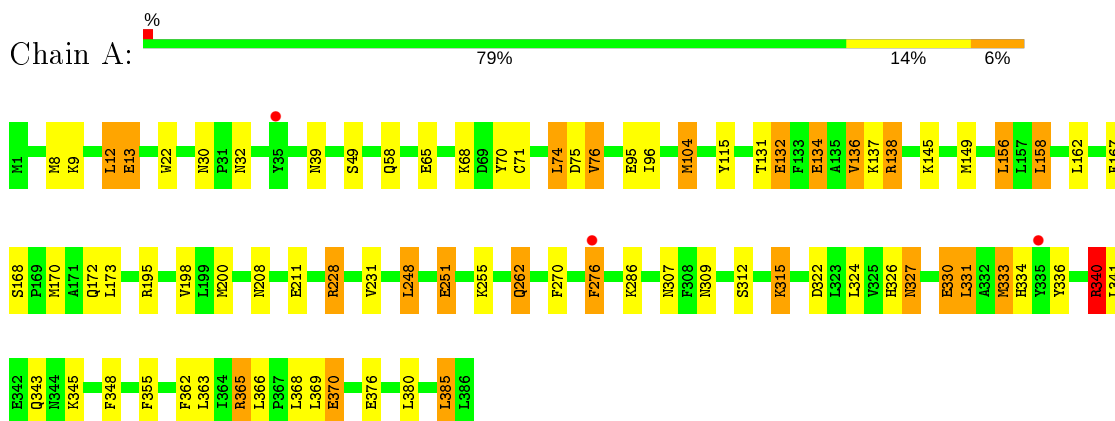 %
Chain A:
79% 14% 6%
M1 M8 K9 L12 E13 W22 N30 P31 N32 Y35 N39 S49 Q58 E65 K68 D69 Y70 C71 L74 D75 V76 E95 I96 M104 Y115 T131 E132 F133 E134 A135 V136 K137 R138 K145 M149 L156 L157 L158 L162 E167
S168 P169 M170 A171 Q172 L173 R195 V198 L199 M200 N208 E211 R228 V231 L248 E251 K255 Q262 F270 F276 K286 N307 F308 N309 S312 K315 D322 L323 L324 V325 H326 N327 E330 L331 A332 M333 H334 Y335 Y336 R340 L341
E342 Q343 N344 K345 F348 F355 F362 L363 I364 R365 L366 P367 L368 L369 E370 E376 L380 L385 L386